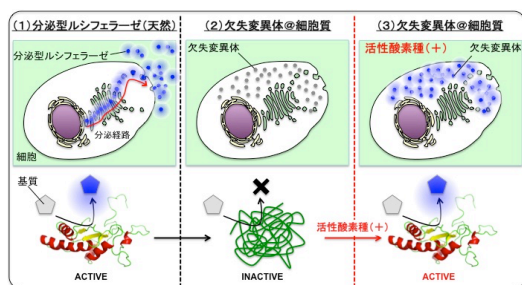 （1）分泌型ルシフェラーゼ（天然）
分泌型ルシフェラーゼ
分泌経路
細胞
基質
ACTIVE
（2）欠失変異体@細胞質
欠失変異体
INACTIVE
（3）欠失変異体@細胞質
活性酸素種（+）
欠失変異体
活性酸素種（+）
ACTIVE